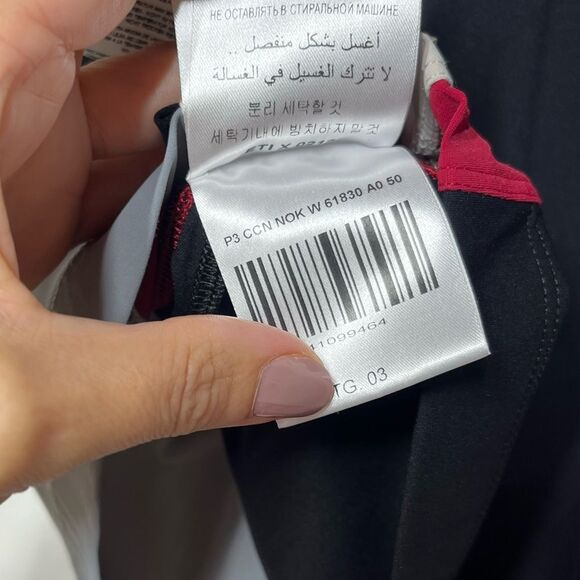 НЕ ОСТАВЛЯТЬ В СТИРАЛЬНОЙ МАШИНЕ
أغسل بشكل منفصل ..
لا تترك الغسيل في الغسالة
분리 세탁할 것
세탁기내에 방치하지말 것
P3 CCN NOK W 61830 A0 50
41099464
TG. 03